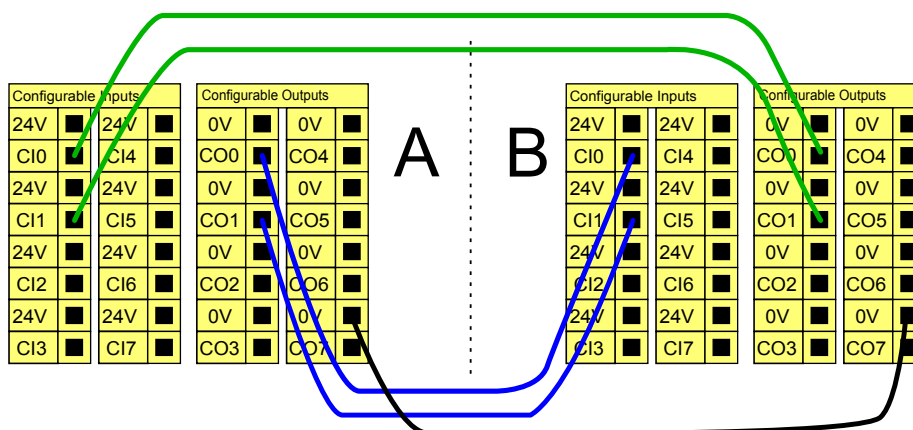 Configurable Inputs
24V 24V
CI0 CI4
24V 24V
CI1 CI5
24V 24V
CI2 CI6
24V 24V
CI3 CI7
Configurable Outputs
0V 0V
CO0 CO4
0V 0V
CO1 CO5
0V 0V
CO2 CO6
0V 0V
CO3 CO7
A
B
Configurable Inputs
24V 24V
CI0 CI4
24V 24V
CI1 CI5
24V 24V
CI2 CI6
24V 24V
CI3 CI7
Configurable Outputs
0V 0V
CO0 CO4
0V 0V
CO1 CO5
0V 0V
CO2 CO6
0V 0V
CO3 CO7